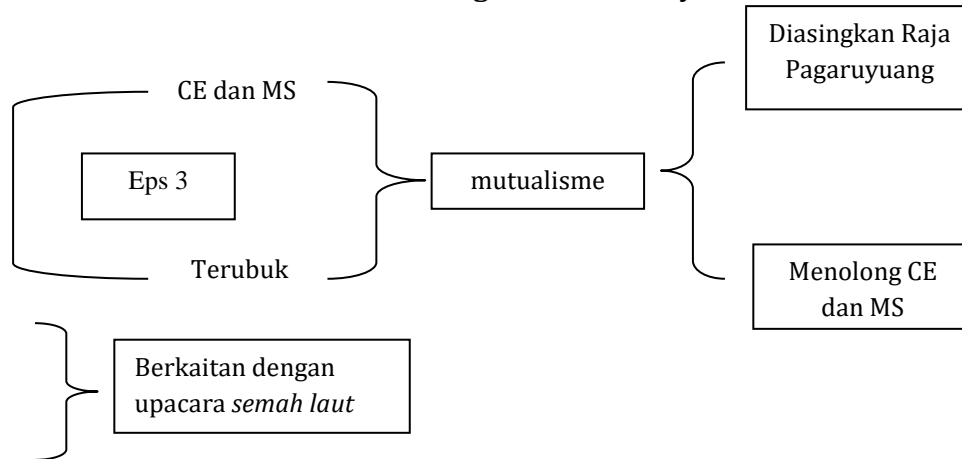 Diasingkan Raja
Pagaruyuang
CE dan MS
Eps 3
mutualisme
Terubuk
Menolong CE
dan MS
Berkaitan dengan
upacara semah laut